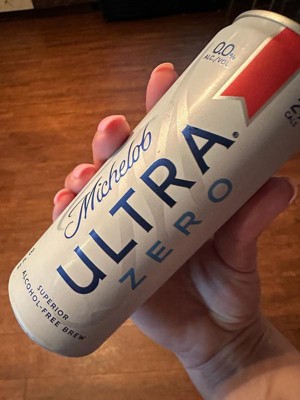 0.0%
ALC./VOL.
Michelob
ULTRA
ZERO
SUPERIOR
ALCOHOL-FREE BREW